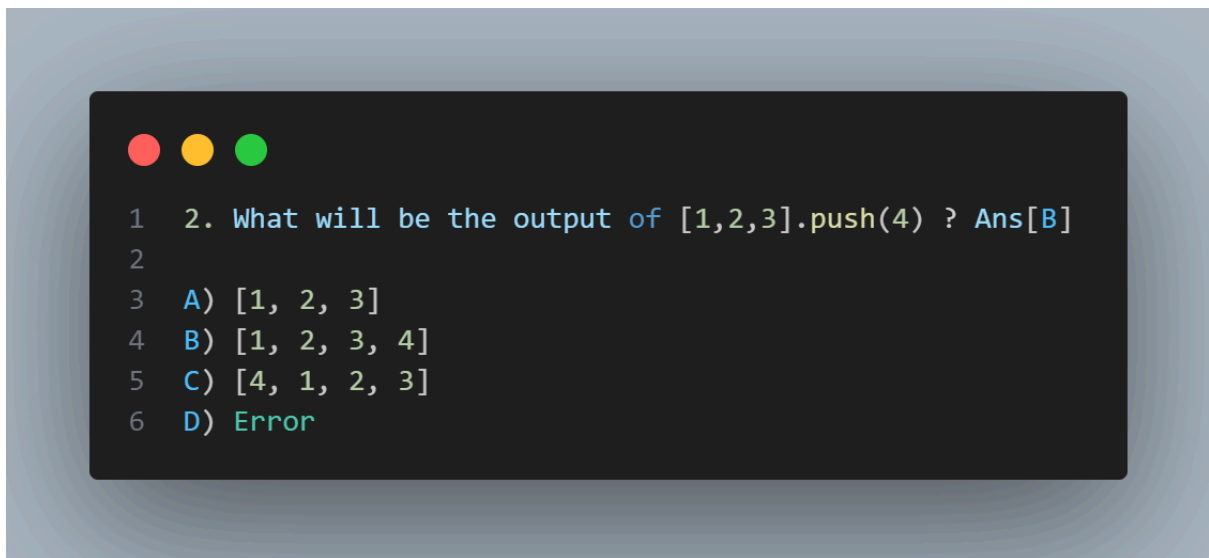 1 2. What will be the output of [1,2,3].push(4) ? Ans[B]
2
3 A) [1, 2, 3]
4 B) [1, 2, 3, 4]
5 C) [4, 1, 2, 3]
6 D) Error